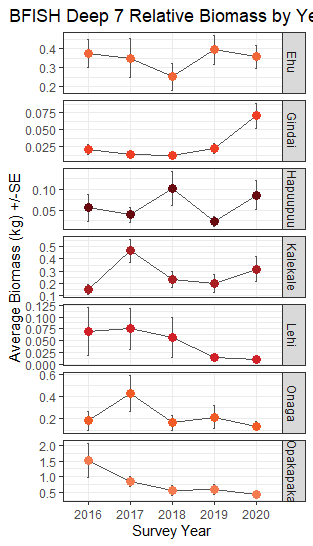 BFISH Deep 7 Relative Biomass by Ye
Average Biomass (kg) +/-SE
0.4
0.3
0.2
Ehu
0.075
0.050
0.025
Gindai
0.10
0.05
Hapuupuu
0.5
0.4
0.3
0.2
0.1
Kalekale
0.125
0.100
0.075
0.050
0.025
0.000
Lehi
0.6
0.4
0.2
Onaga
2.0
1.5
1.0
0.5
Opakapaka
2016 2017 2018 2019 2020
Survey Year